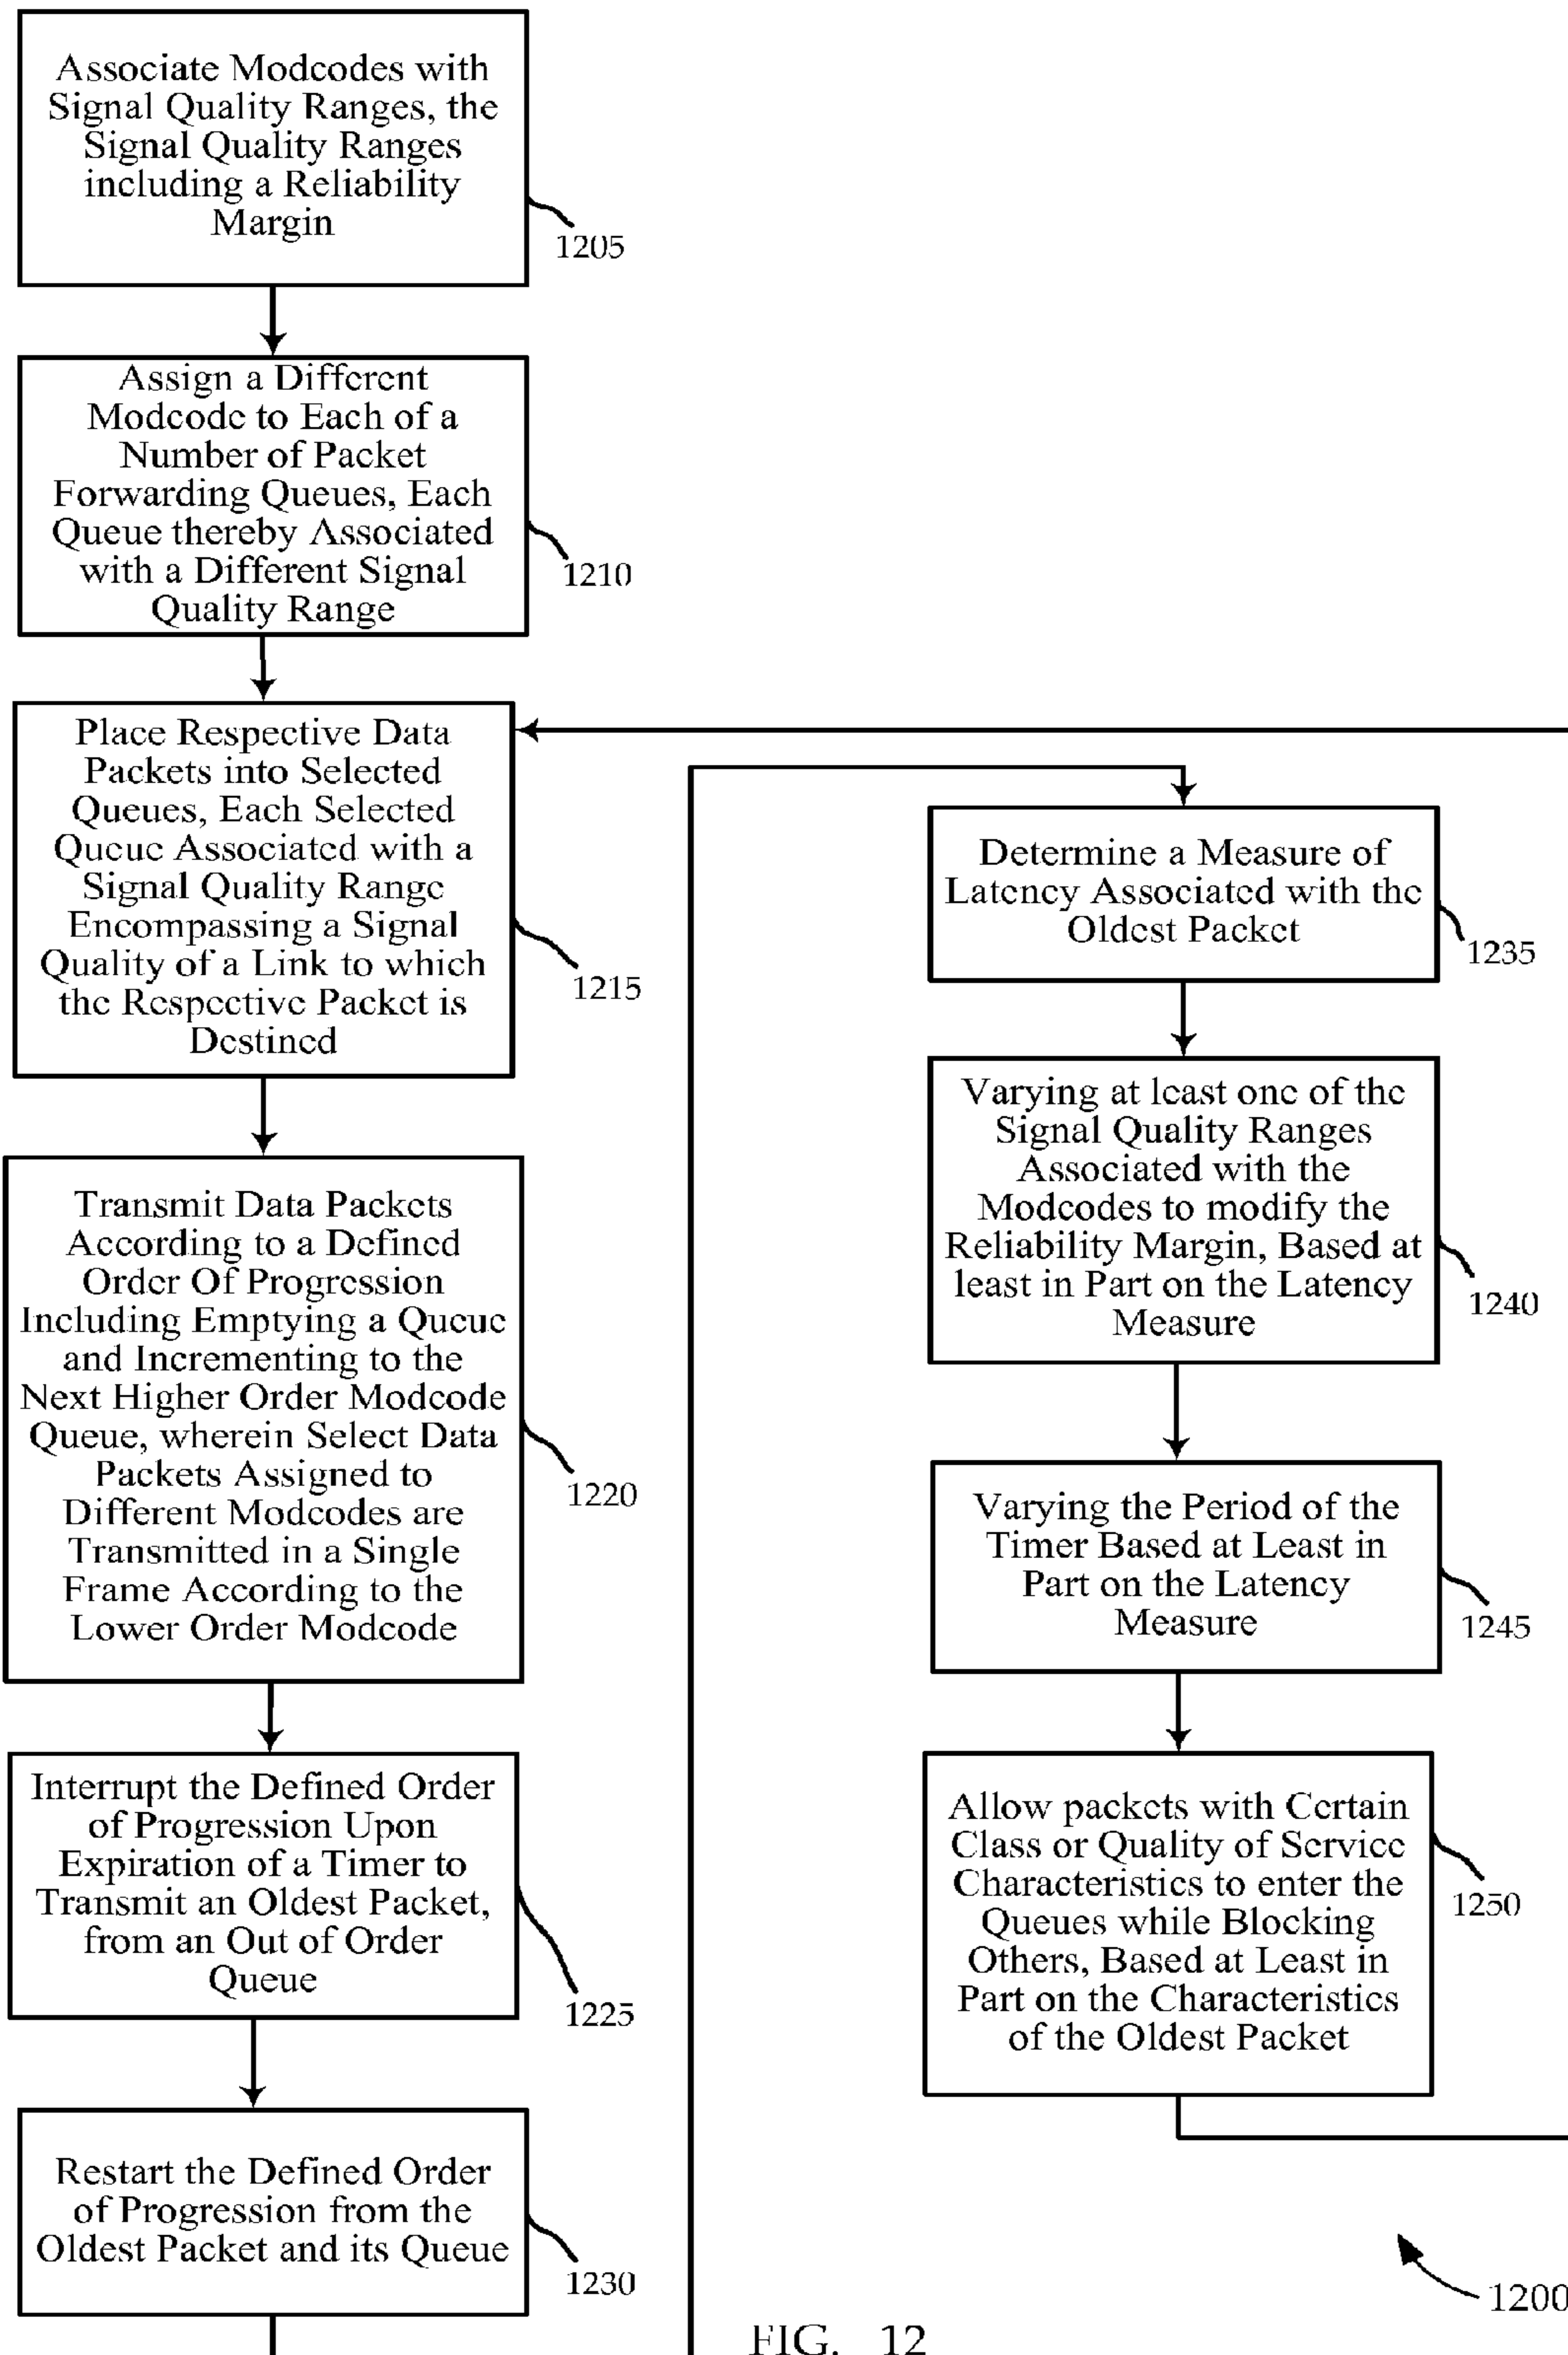 Associate Modcodes with
Signal Quality Ranges, the
Signal Quality Ranges
including a Reliability
Margin
1205
Assign a Different
Modcode to Each of a
Number of Packet
Forwarding Queues, Each
Queue thereby Associated
with a Different Signal
Quality Range
1210
Place Respective Data
Packets into Selected
Queues, Each Selected
Queue Associated with a
Signal Quality Range
Encompassing a Signal
Quality of a Link to which
the Respective Packet is
Destined
1215
Transmit Data Packets
According to a Defined
Order Of Progression
Including Emptying a Queue
and Incrementing to the
Next Higher Order Modcode
Queue, wherein Select Data
Packets Assigned to
Different Modcodes are
Transmitted in a Single
Frame According to the
Lower Order Modcode
1220
Interrupt the Defined Order
of Progression Upon
Expiration of a Timer to
Transmit an Oldest Packet,
from an Out of Order
Queue
1225
Restart the Defined Order
of Progression from the
Oldest Packet and its Queue
1230
Determine a Measure of
Latency Associated with the
Oldest Packet
1235
Varying at least one of the
Signal Quality Ranges
Associated with the
Modcodes to modify the
Reliability Margin, Based at
least in Part on the Latency
Measure
1240
Varying the Period of the
Timer Based at Least in
Part on the Latency
Measure
1245
Allow packets with Certain
Class or Quality of Service
Characteristics to enter the
Queues while Blocking
Others, Based at Least in
Part on the Characteristics
of the Oldest Packet
1250
1200
FIG. 12